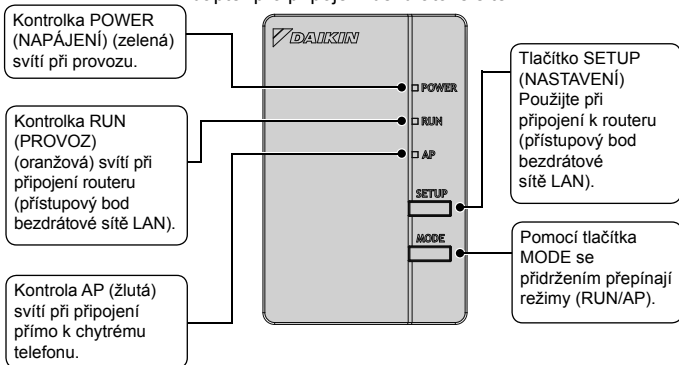 Kontrolka POWER
(NAPÁJENÍ) (zelená)
svítí při provozu.
Kontrolka RUN
(PROVOZ)
(oranžová) svítí při
připojení routeru
(přístupový bod
bezdrátové sítě LAN).
Kontrola AP (žlutá)
svítí při připojení
přímo k chytrému
telefonu.
DAIKIN
POWER
RUN
AP
SETUP
MODE
Tlačítko SETUP
(NASTAVENÍ)
Použijte při
připojení k routeru
(přístupový bod
bezdrátové
sítě LAN).
Pomocí tlačítka
MODE se
přidržením přepínají
režimy (RUN/AP).